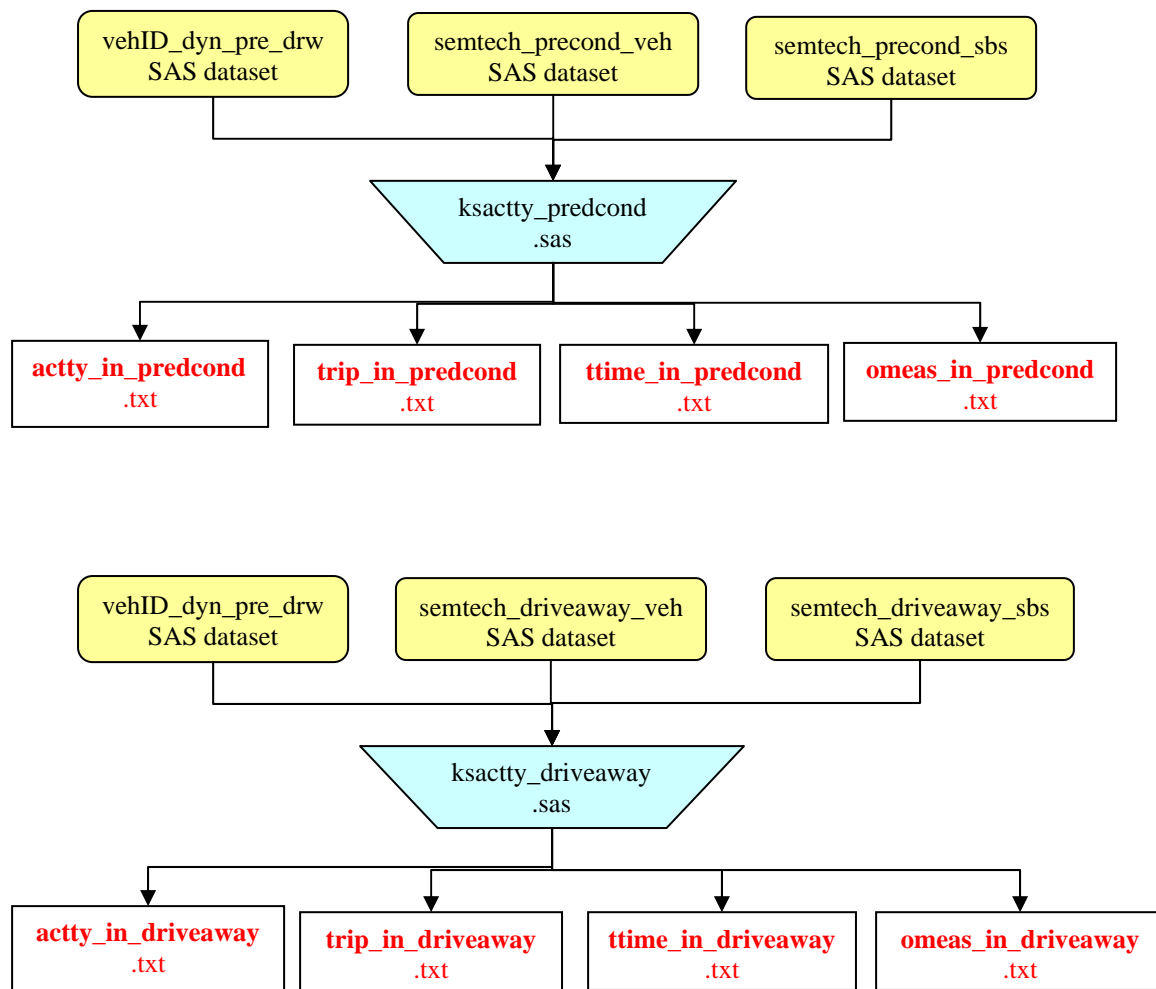 vehID_dyn_pre_drw
SAS dataset
semtech_precond_veh
SAS dataset
semtech_precond_sbs
SAS dataset
ksactty_predcond
.sas
actty_in_predcond
.txt
trip_in_predcond
.txt
ttime_in_predcond
.txt
omeas_in_predcond
.txt
vehID_dyn_pre_drw
SAS dataset
semtech_driveaway_veh
SAS dataset
semtech_driveaway_sbs
SAS dataset
ksactty_driveaway
.sas
actty_in_driveaway
.txt
trip_in_driveaway
.txt
ttime_in_driveaway
.txt
omeas_in_driveaway
.txt